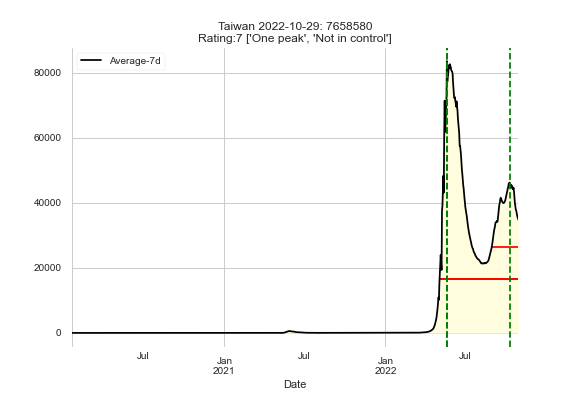 Taiwan 2022-10-29: 7658580
Rating:7 ['One peak', 'Not in control']
Average-7d
80000
60000
40000
20000
0
Jul
Jan
2021
Jul
Jan
2022
Jul
Date